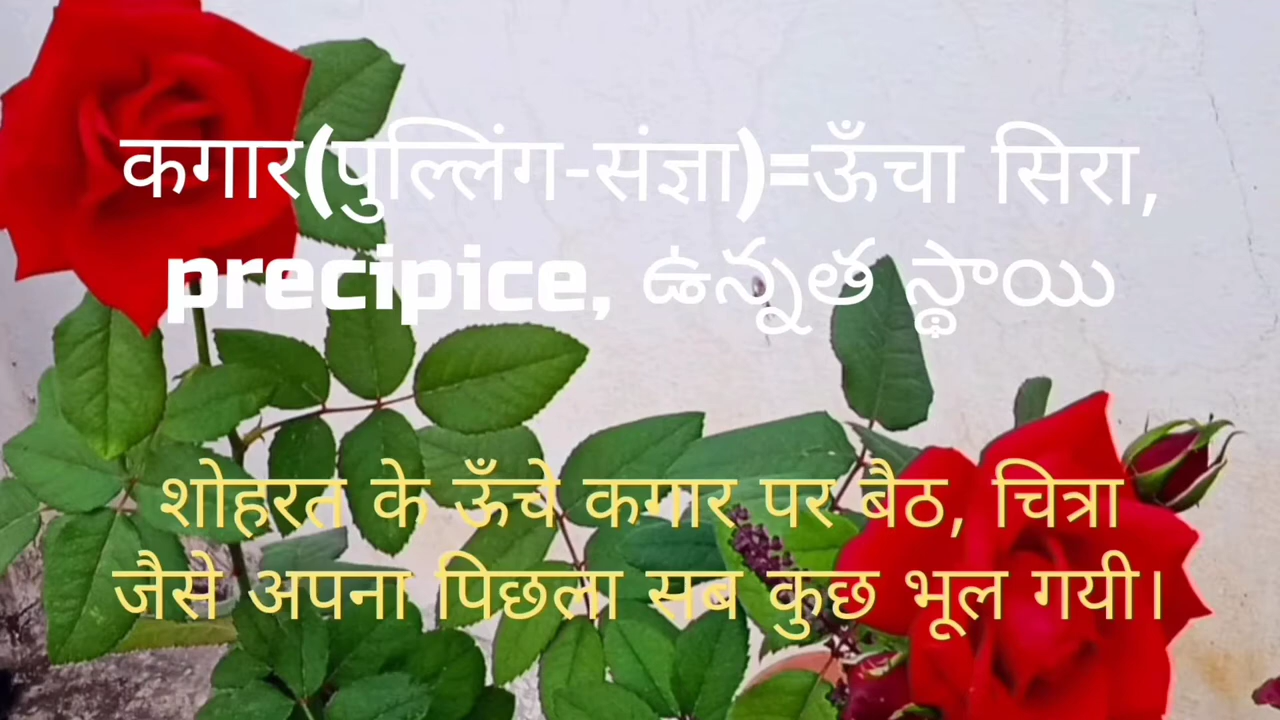 कगार(पुल्लिंग-संज्ञा)=ऊँचा सिरा,
precipice, ఉన్నత స్థాయి
शोहरत के ऊँचे कगार पर बैठ, चित्रा
जैसे अपना पिछला सब कुछ भूल गयी।